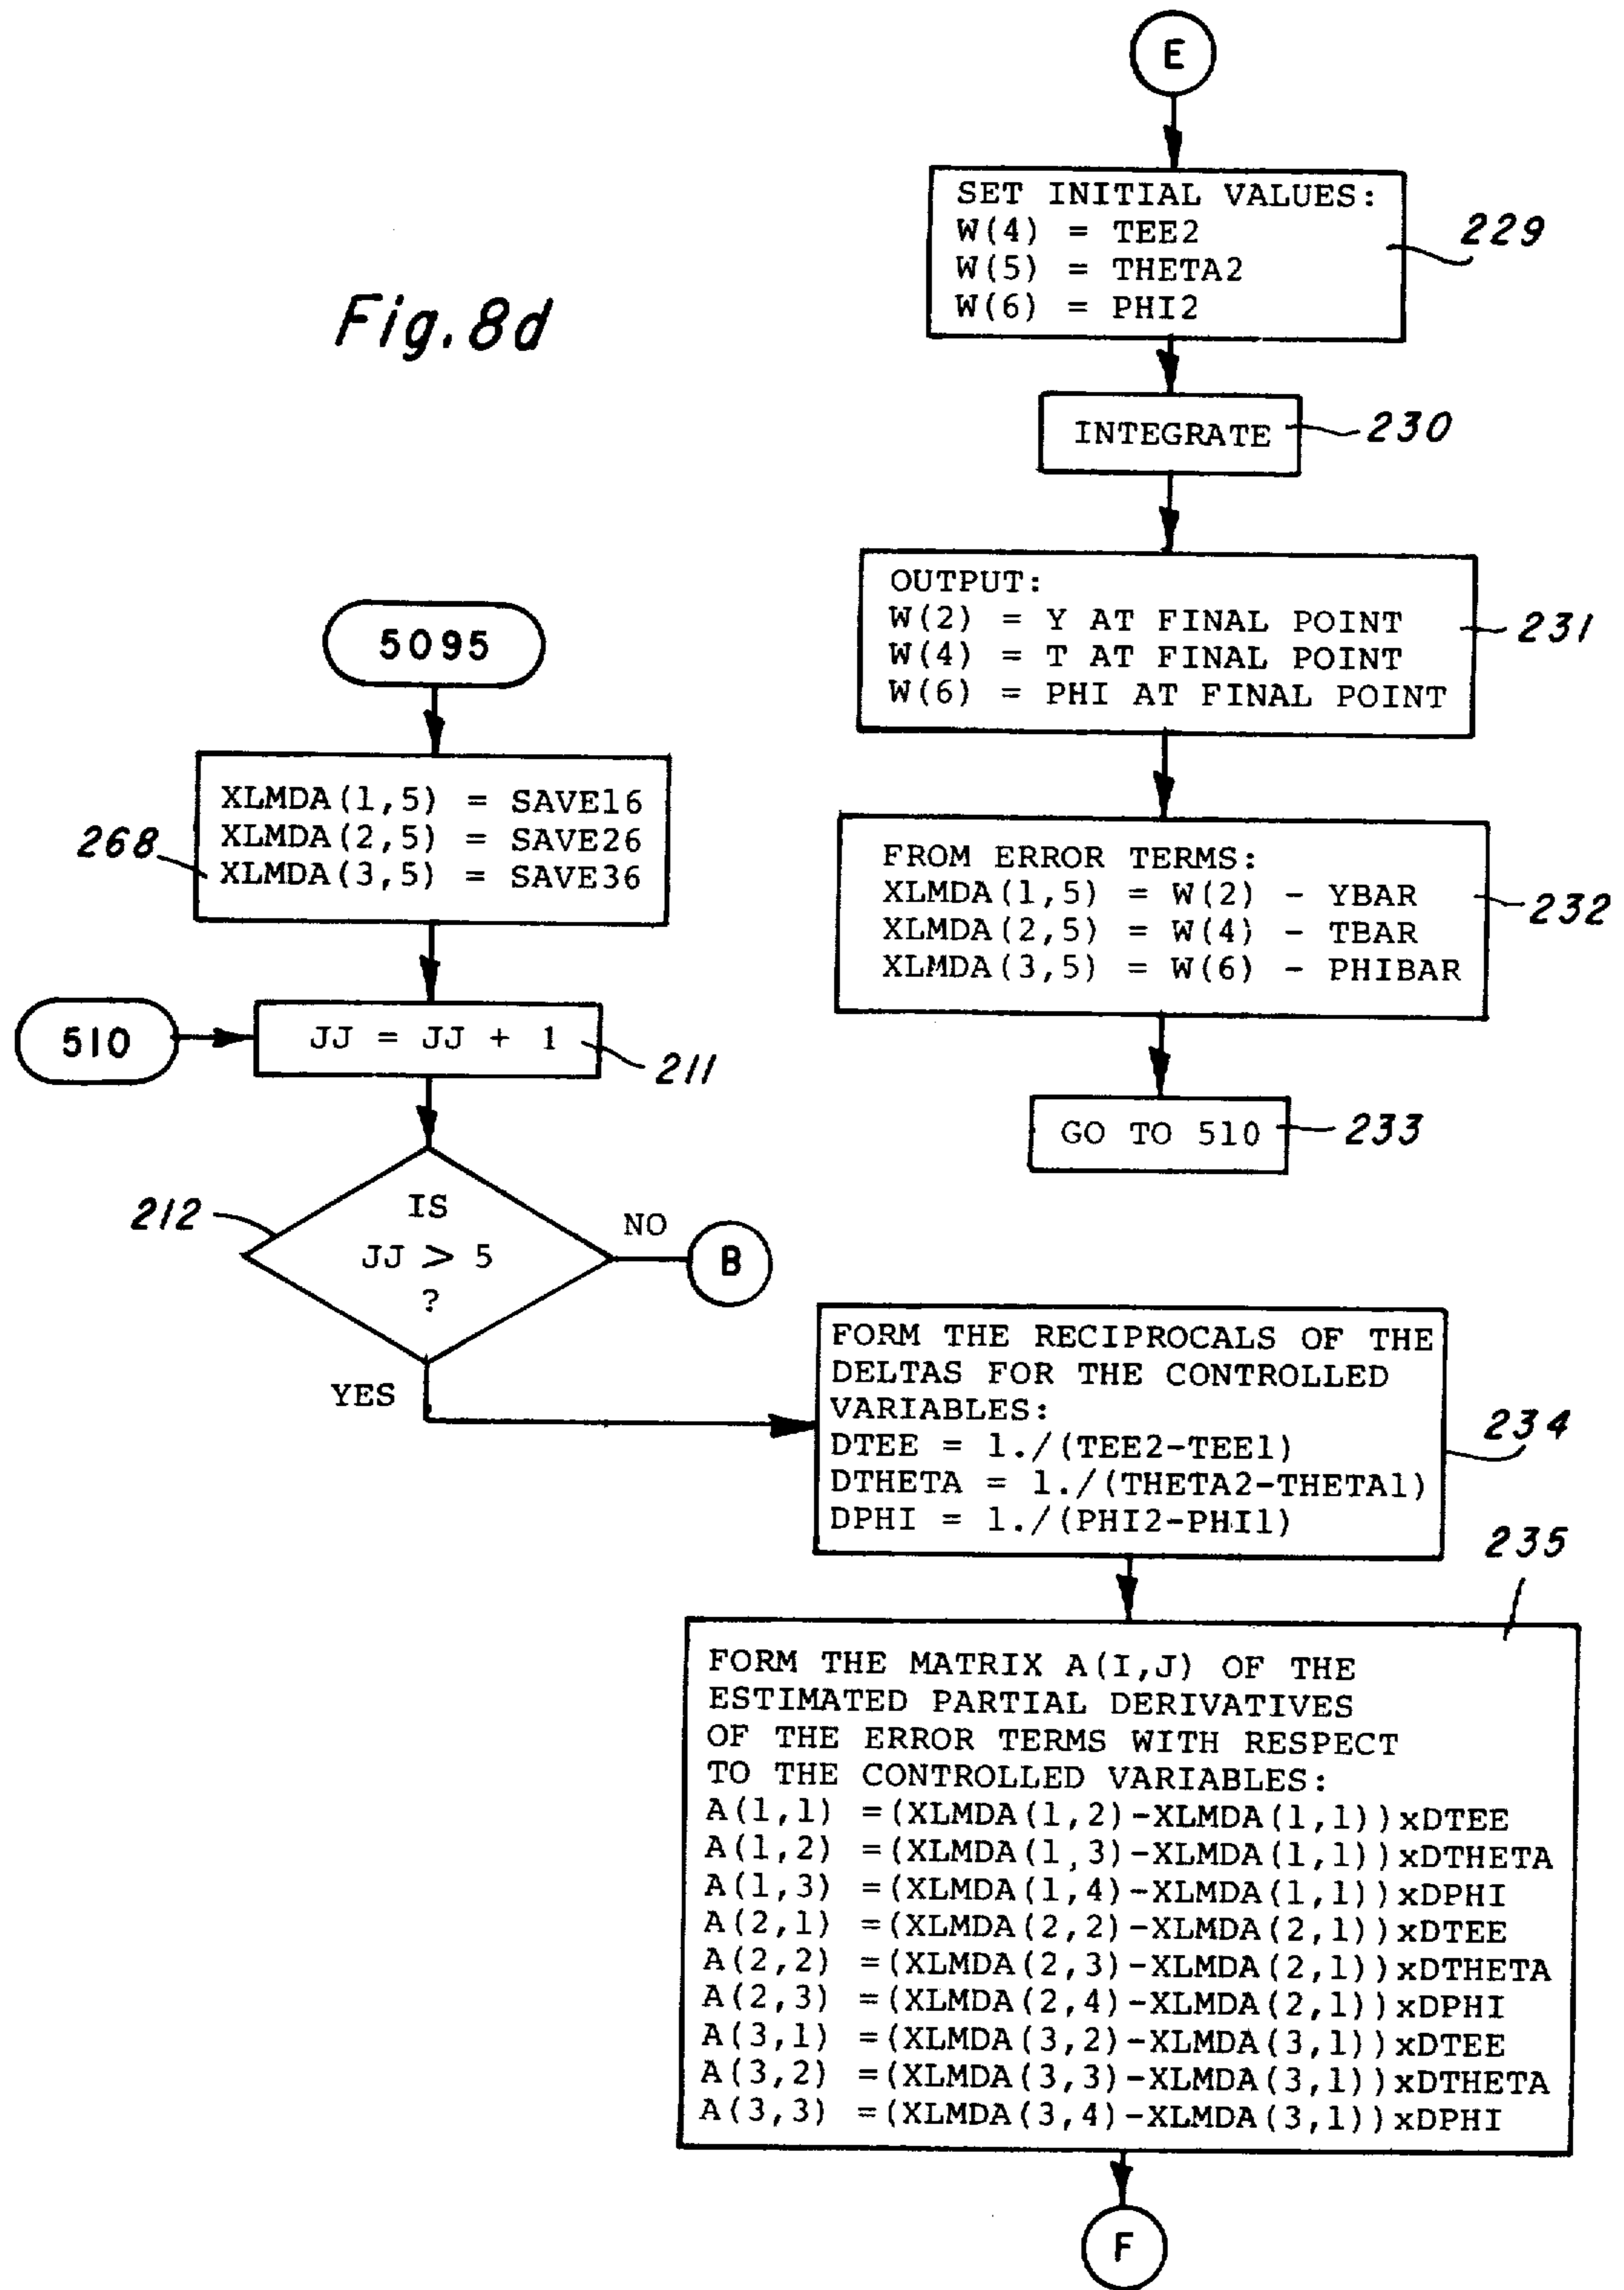 E
SET INITIAL VALUES:
W(4) = TEE2
W(5) = THETA2
W(6) = PHI2
229
Fig. 8d
INTEGRATE
230
OUTPUT:
W(2) = Y AT FINAL POINT
W(4) = T AT FINAL POINT
W(6) = PHI AT FINAL POINT
231
FROM ERROR TERMS:
XLMDA(1,5) = W(2) - YBAR
XLMDA(2,5) = W(4) - TBAR
XLMDA(3,5) = W(6) - PHIBAR
232
GO TO 510
233
5095
XLMDA(1,5) = SAVE16
XLMDA(2,5) = SAVE26
XLMDA(3,5) = SAVE36
268
510
JJ = JJ + 1
211
IS
JJ > 5
?
212
NO
B
YES
FORM THE RECIPROCALS OF THE
DELTAS FOR THE CONTROLLED
VARIABLES:
DTEE = 1./(TEE2-TEE1)
DTHETA = 1./(THETA2-THETA1)
DPHI = 1./(PHI2-PHI1)
234
235
FORM THE MATRIX A(I,J) OF THE
ESTIMATED PARTIAL DERIVATIVES
OF THE ERROR TERMS WITH RESPECT
TO THE CONTROLLED VARIABLES:
A(1,1) =(XLMDA(1,2)-XLMDA(1,1))xDTEE
A(1,2) =(XLMDA(1,3)-XLMDA(1,1))xDTHETA
A(1,3) =(XLMDA(1,4)-XLMDA(1,1))xDPHI
A(2,1) =(XLMDA(2,2)-XLMDA(2,1))xDTEE
A(2,2) =(XLMDA(2,3)-XLMDA(2,1))xDTHETA
A(2,3) =(XLMDA(2,4)-XLMDA(2,1))xDPHI
A(3,1) =(XLMDA(3,2)-XLMDA(3,1))xDTEE
A(3,2) =(XLMDA(3,3)-XLMDA(3,1))xDTHETA
A(3,3) =(XLMDA(3,4)-XLMDA(3,1))xDPHI
F